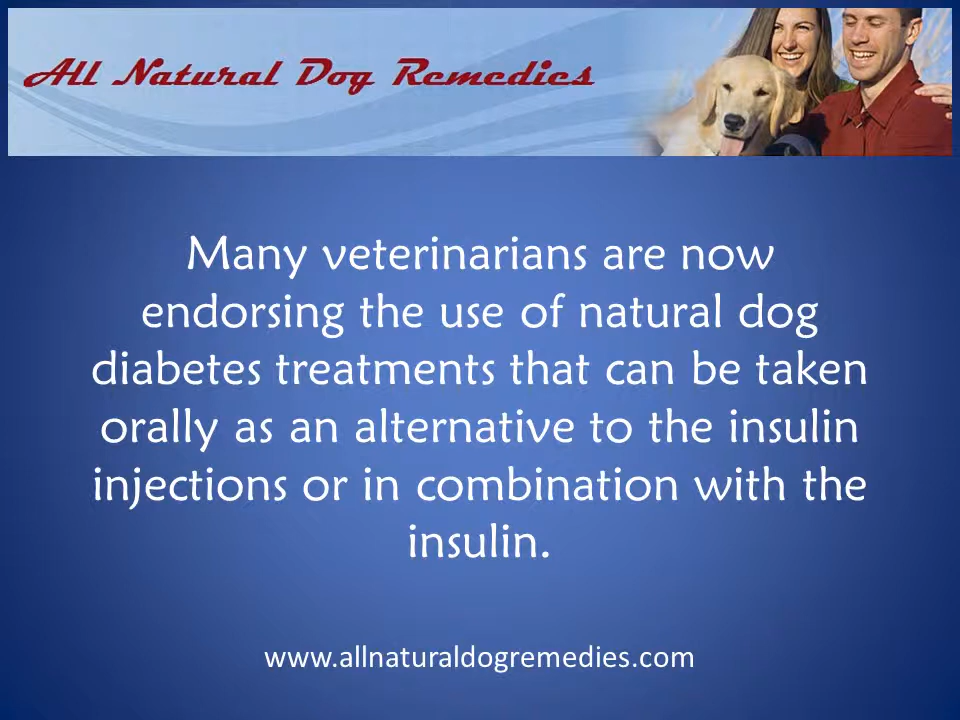 All Natural Dog Remedies
Many veterinarians are now
endorsing the use of natural dog
diabetes treatments that can be taken
orally as an alternative to the insulin
injections or in combination with the
insulin.
www.allnaturaldogremedies.com